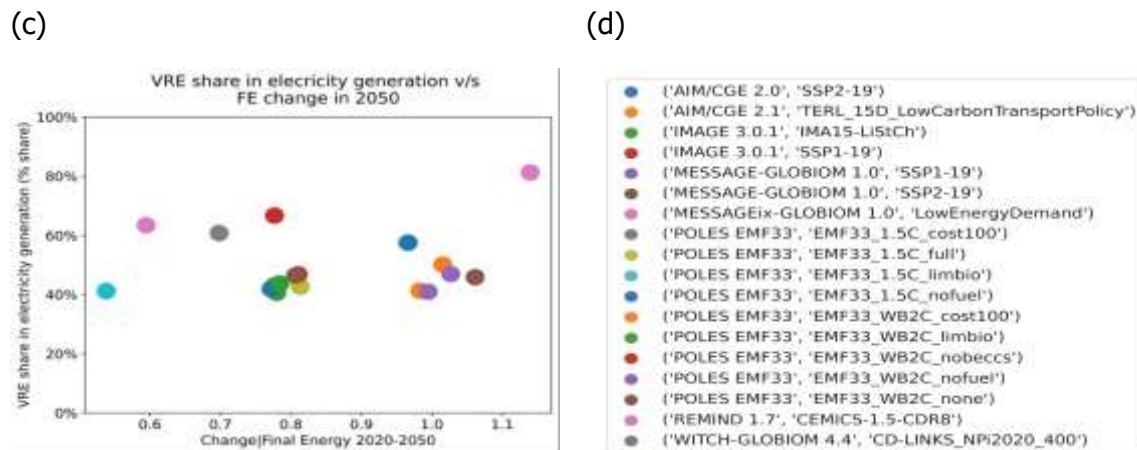 (c)
(d)
VRE share in elecricity generation v/s
FE change in 2050
VRE share in electricity generation (% share)
100%
80%
60%
40%
20%
0%
0.6 0.7 0.8 0.9 1.0 1.1
Change|Final Energy 2020-2050
('AIM/CGE 2.0', 'SSP2-19')
('AIM/CGE 2.1', 'TERL_15D_LowCarbonTransportPolicy')
('IMAGE 3.0.1', 'IMA15-LiStCh')
('IMAGE 3.0.1', 'SSP1-19')
('MESSAGE-GLOBIOM 1.0', 'SSP1-19')
('MESSAGE-GLOBIOM 1.0', 'SSP2-19')
('MESSAGEix-GLOBIOM 1.0', 'LowEnergyDemand')
('POLES EMF33', 'EMF33_1.5C_cost100')
('POLES EMF33', 'EMF33_1.5C_full')
('POLES EMF33', 'EMF33_1.5C_limbio')
('POLES EMF33', 'EMF33_1.5C_nofuel')
('POLES EMF33', 'EMF33_WB2C_cost100')
('POLES EMF33', 'EMF33_WB2C_limbio')
('POLES EMF33', 'EMF33_WB2C_nobeccs')
('POLES EMF33', 'EMF33_WB2C_nofuel')
('POLES EMF33', 'EMF33_WB2C_none')
('REMIND 1.7', 'CEMICS-1.5-CDR8')
('WITCH-GLOBIOM 4.4', 'CD-LINKS_NPi2020_400')